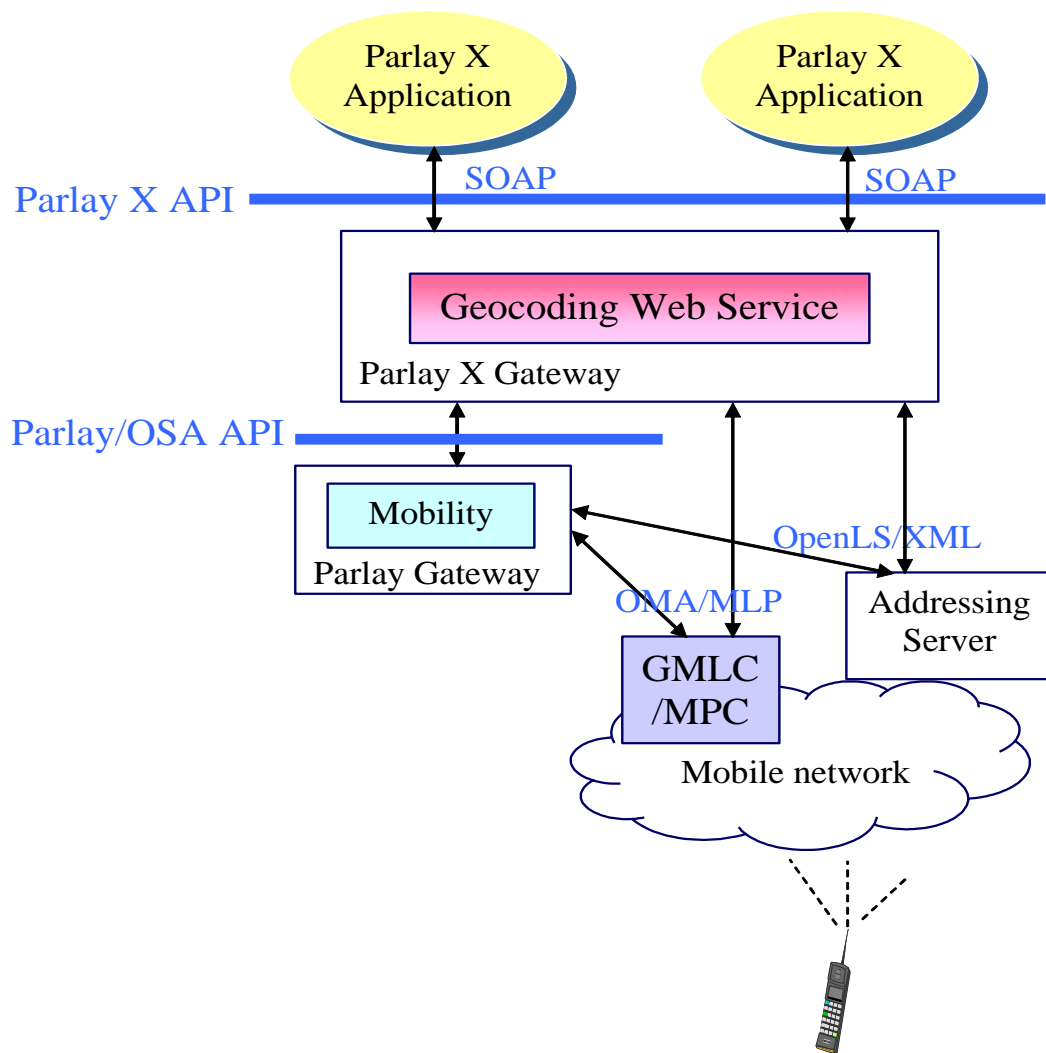 Parlay X
Application
Parlay X
Application
SOAP
SOAP
Parlay X API
Geocoding Web Service
Parlay X Gateway
Parlay/OSA API
Mobility
Parlay Gateway
OpenLS/XML
OMA/MLP
Addressing
Server
GMLC
/MPC
Mobile network